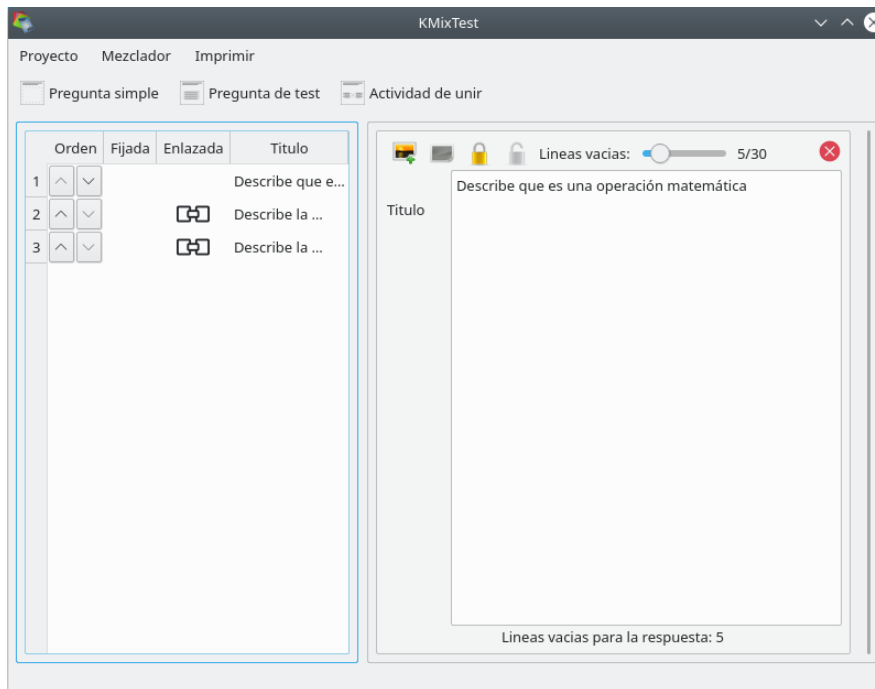 KMixTest
Proyecto Mezclador Imprimir
Pregunta simple Pregunta de test Actividad de unir
Orden Fijada Enlazada Titulo
1 Describe que e...
2 Describe la ...
3 Describe la ...
Lineas vacias: 5/30
Titulo
Describe que es una operación matemática
Lineas vacias para la respuesta: 5